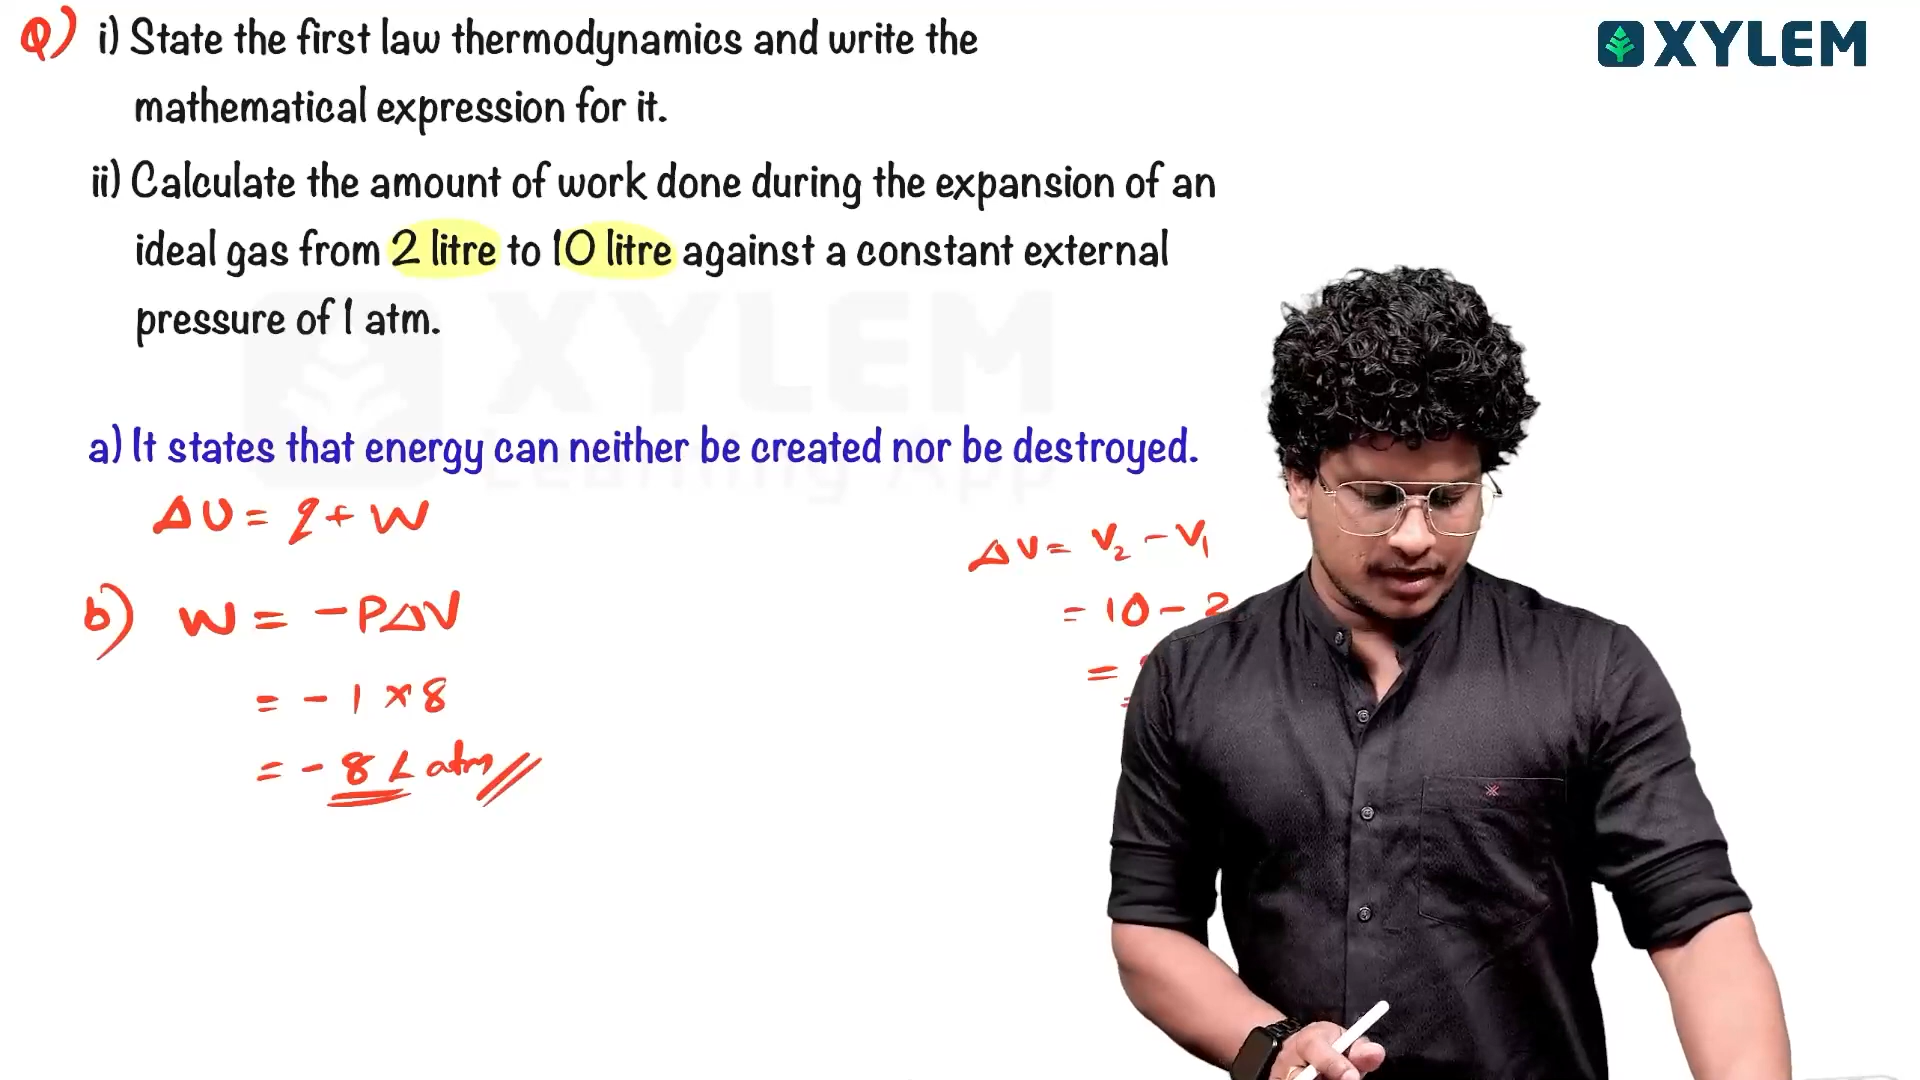 Q) i) State the first law thermodynamics and write the
mathematical expression for it.
ii) Calculate the amount of work done during the expansion of an
ideal gas from 2 litre to 10 litre against a constant external
pressure of 1 atm.
XYLEM
XYLEM
Learning App
a) It states that energy can neither be created nor be destroyed.
ΔU = q + W
b) W = -PΔV
= - 1 × 8
= - 8 L atm
ΔV = V₂ - V₁
= 10 - 2
=